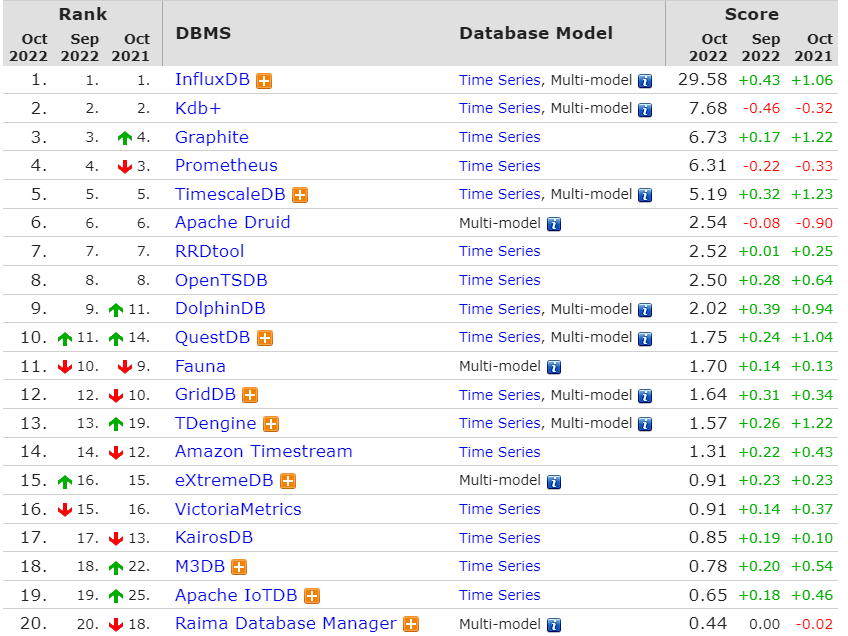 Rank DBMS Database Model Score
Oct 2022 Sep 2022 Oct 2021 Oct 2022 Sep 2022 Oct 2021
1. 1. 1. InfluxDB Time Series, Multi-model 29.58 +0.43 +1.06
2. 2. 2. Kdb+ Time Series, Multi-model 7.68 -0.46 -0.32
3. 3. 4. Graphite Time Series 6.73 +0.17 +1.22
4. 4. 3. Prometheus Time Series 6.31 -0.22 -0.33
5. 5. 5. TimescaleDB Time Series, Multi-model 5.19 +0.32 +1.23
6. 6. 6. Apache Druid Multi-model 2.54 -0.08 -0.90
7. 7. 7. RRDtool Time Series 2.52 +0.01 +0.25
8. 8. 8. OpenTSDB Time Series 2.50 +0.28 +0.64
9. 9. 11. DolphinDB Time Series, Multi-model 2.02 +0.39 +0.94
10. 11. 14. QuestDB Time Series, Multi-model 1.75 +0.24 +1.04
11. 10. 9. Fauna Multi-model 1.70 +0.14 +0.13
12. 12. 10. GridDB Time Series, Multi-model 1.64 +0.31 +0.34
13. 13. 19. TDengine Time Series, Multi-model 1.57 +0.26 +1.22
14. 14. 12. Amazon Timestream Time Series 1.31 +0.22 +0.43
15. 16. 15. eXtremeDB Multi-model 0.91 +0.23 +0.23
16. 15. 16. VictoriaMetrics Time Series 0.91 +0.14 +0.37
17. 17. 13. KairosDB Time Series 0.85 +0.19 +0.10
18. 18. 22. M3DB Time Series 0.78 +0.20 +0.54
19. 19. 25. Apache IoTDB Time Series 0.65 +0.18 +0.46
20. 20. 18. Raima Database Manager Multi-model 0.44 0.00 -0.02